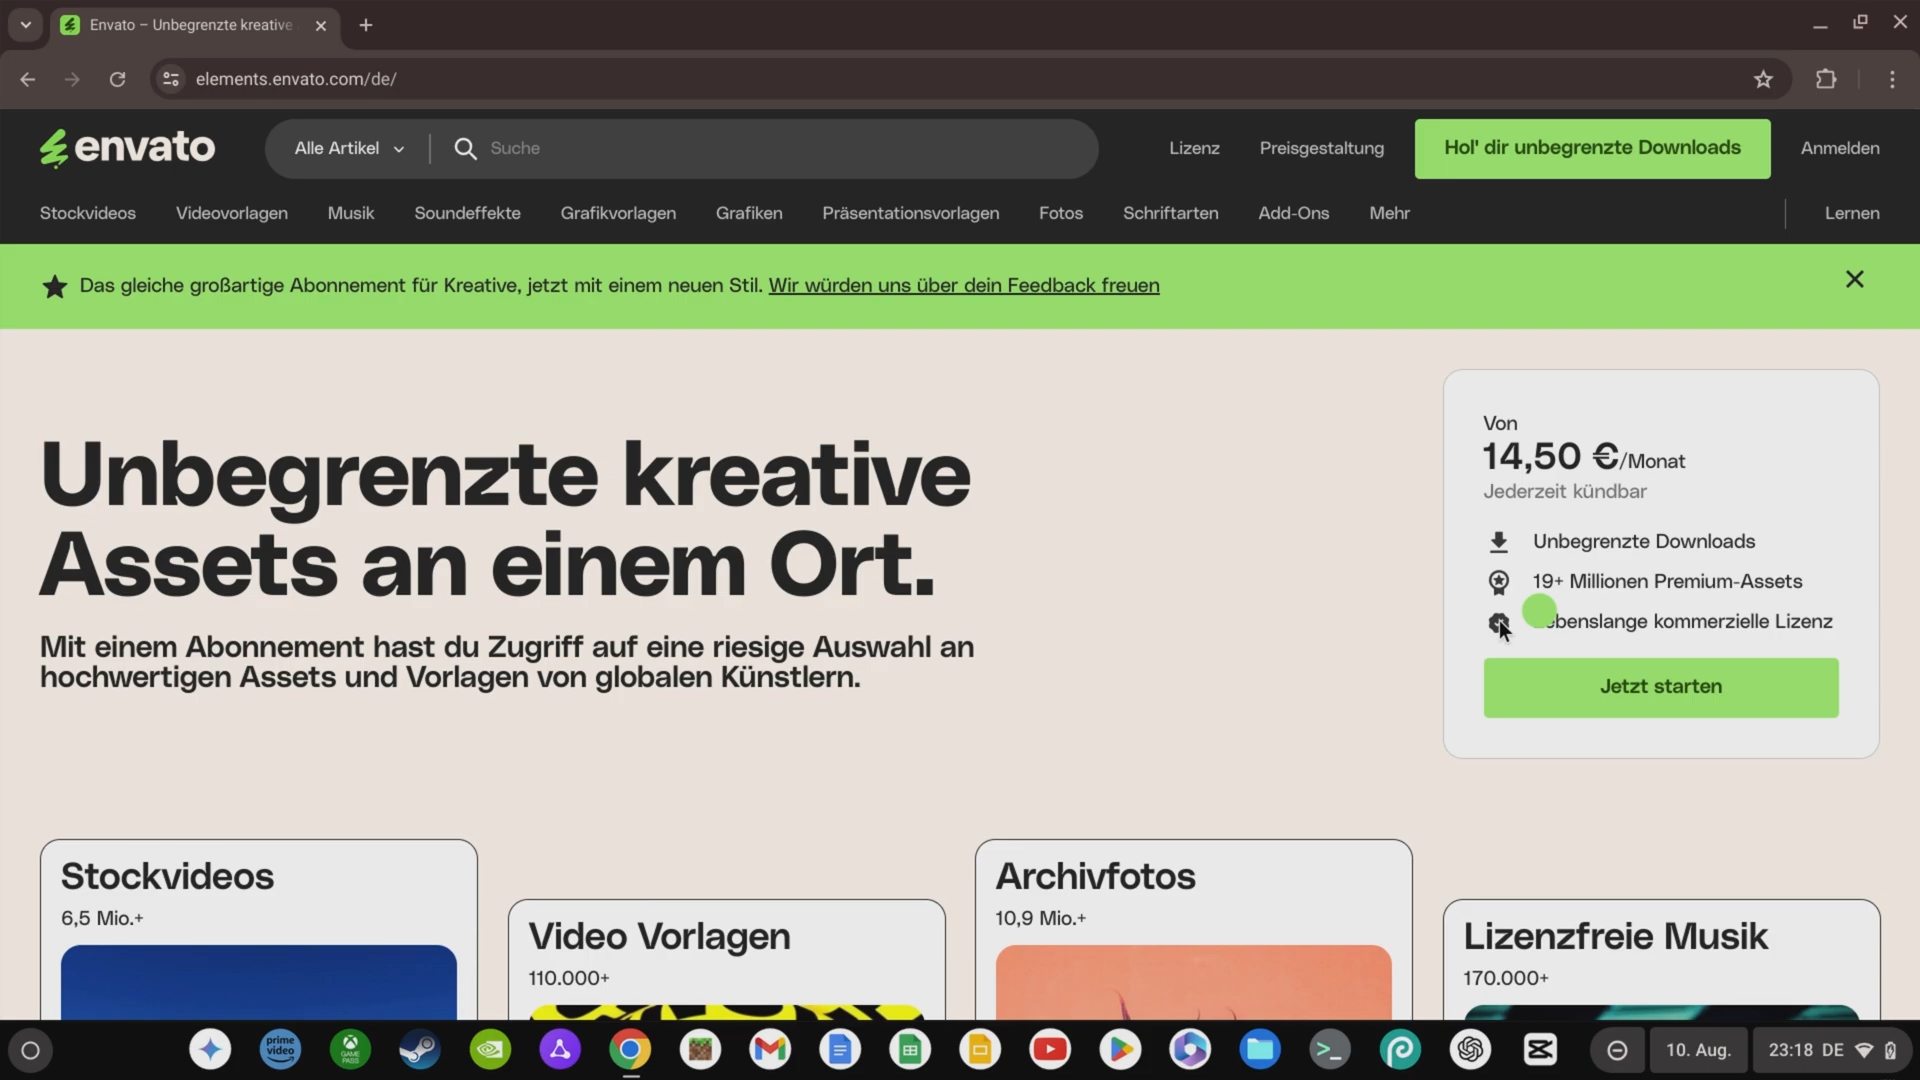 Envato – Unbegrenzte kreative
elements.envato.com/de/
envato
Alle Artikel
Suche
Lizenz
Preisgestaltung
Hol' dir unbegrenzte Downloads
Anmelden
Stockvideos
Videovorlagen
Musik
Soundeffekte
Grafikvorlagen
Grafiken
Präsentationsvorlagen
Fotos
Schriftarten
Add-Ons
Mehr
Lernen
Das gleiche großartige Abonnement für Kreative, jetzt mit einem neuen Stil. Wir würden uns über dein Feedback freuen
Unbegrenzte kreative
Assets an einem Ort.
Mit einem Abonnement hast du Zugriff auf eine riesige Auswahl an
hochwertigen Assets und Vorlagen von globalen Künstlern.
Von
14,50 €/Monat
Jederzeit kündbar
Unbegrenzte Downloads
19+ Millionen Premium-Assets
kommerzielle Lizenz
Jetzt starten
Stockvideos
6,5 Mio.+
Video Vorlagen
110.000+
Archivfotos
10,9 Mio.+
Lizenzfreie Musik
170.000+
prime video
GAME PASS
10. Aug.
23:18 DE